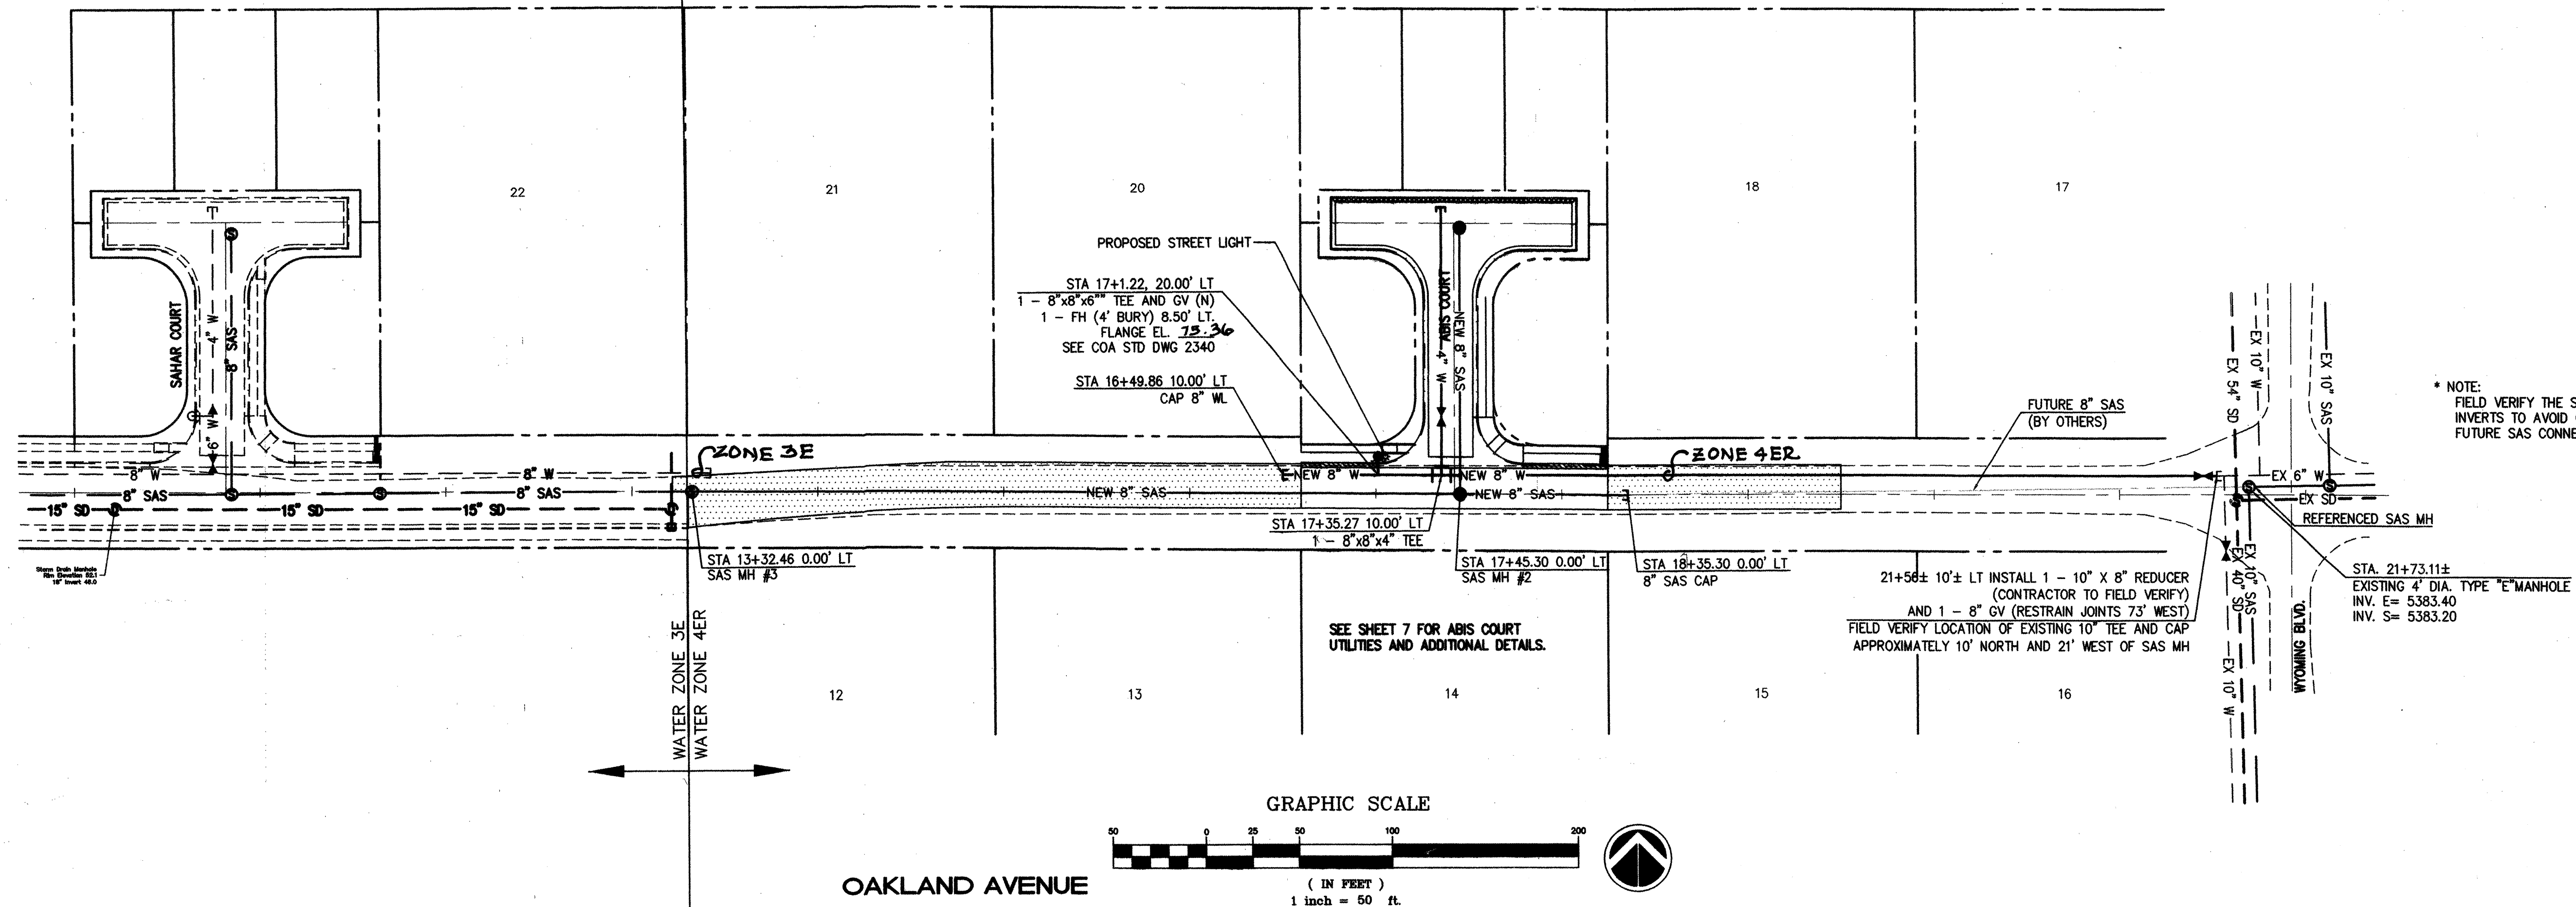 22
21
20
18
17
PROPOSED STREET LIGHT
STA 17+1.22, 20.00' LT
1 - 8"x8"x6"" TEE AND GV (N)
1 - FH (4' BURY) 8.50' LT.
FLANGE EL. 75.36
SEE COA STD DWG 2340
STA 16+49.86 10.00' LT
CAP 8" WL
SAHAR COURT
4" W
8" SAS
6" W
ABIS COURT
NEW 8" SAS
4" W
EX 54" SD
EX 10" W
EX 10" SAS
* NOTE:
FIELD VERIFY THE S
INVERTS TO AVOID
FUTURE SAS CONNE
FUTURE 8" SAS
(BY OTHERS)
ZONE 3E
ZONE 4ER
8" W
8" W
NEW 8" W
NEW 8" W
EX 6" W
8" SAS
8" SAS
NEW 8" SAS
NEW 8" SAS
EX SD
15" SD
15" SD
15" SD
REFERENCED SAS MH
STA 17+35.27 10.00' LT
1 - 8"x8"x4" TEE
STA 13+32.46 0.00' LT
SAS MH #3
STA 17+45.30 0.00' LT
SAS MH #2
STA 18+35.30 0.00' LT
8" SAS CAP
Storm Drain Manhole
Rim Elevation 52.1
Invert 48.0
21+56± 10'± LT INSTALL 1 - 10" X 8" REDUCER
(CONTRACTOR TO FIELD VERIFY)
AND 1 - 8" GV (RESTRAIN JOINTS 73' WEST)
FIELD VERIFY LOCATION OF EXISTING 10" TEE AND CAP
APPROXIMATELY 10' NORTH AND 21' WEST OF SAS MH
EX 40" SD
EX 10" SAS
EX 10" W
WYOMING BLVD.
STA. 21+73.11±
EXISTING 4' DIA. TYPE "E"MANHOLE
INV. E= 5383.40
INV. S= 5383.20
SEE SHEET 7 FOR ABIS COURT
UTILITIES AND ADDITIONAL DETAILS.
WATER ZONE 3E
WATER ZONE 4ER
12
13
14
15
16
GRAPHIC SCALE
50 0 25 50 100 200
( IN FEET )
1 inch = 50 ft.
OAKLAND AVENUE